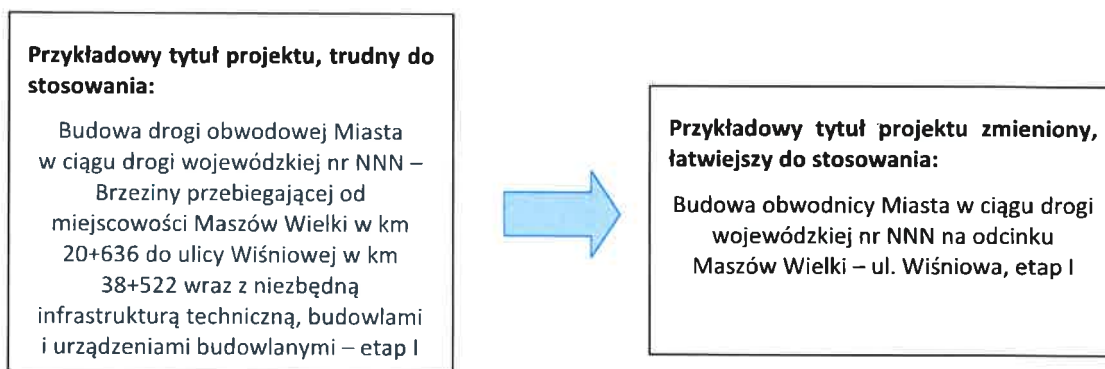 Przykładowy tytuł projektu, trudny do
stosowania:
Budowa drogi obwodowej Miasta
w ciągu drogi wojewódzkiej nr NNN –
Brzeziny przebiegającej od
miejscowości Maszów Wielki w km
20+636 do ulicy Wiśniowej w km
38+522 wraz z niezbędną
infrastrukturą techniczną, budowlami
i urządzeniami budowlanymi – etap I
Przykładowy tytuł projektu zmieniony,
łatwiejszy do stosowania:
Budowa obwodnicy Miasta w ciągu drogi
wojewódzkiej nr NNN na odcinku
Maszów Wielki – ul. Wiśniowa, etap I